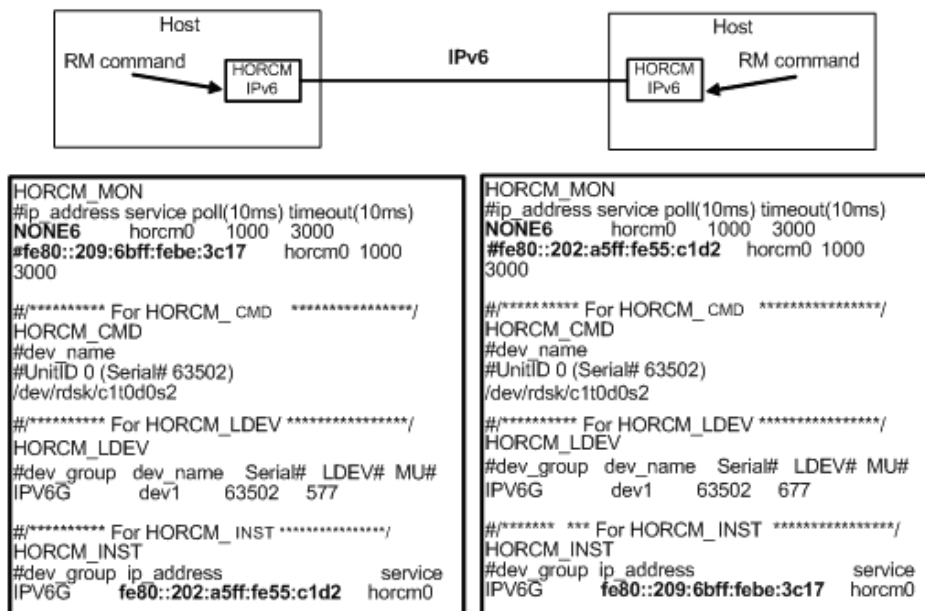 Host
RM command
HORCM
IPv6
IPv6
Host
HORCM
IPv6
RM command
HORCM_MON
#ip_address service poll(10ms) timeout(10ms)
NONE6 horcm0 1000 3000
#fe80::209:6bff:febe:3c17 horcm0 1000
3000
#/********** For HORCM_ CMD ****************/
HORCM_CMD
#dev_name
#UnitID 0 (Serial# 63502)
/dev/rdsk/c1t0d0s2
#/********** For HORCM_LDEV ****************/
HORCM_LDEV
#dev_group dev_name Serial# LDEV# MU#
IPV6G dev1 63502 577
#/********** For HORCM_ INST ****************/
HORCM_INST
#dev_group ip_address service
IPV6G fe80::202:a5ff:fe55:c1d2 horcm0
HORCM_MON
#ip_address service poll(10ms) timeout(10ms)
NONE6 horcm0 1000 3000
#fe80::202:a5ff:fe55:c1d2 horcm0 1000
3000
#/********** For HORCM_ CMD ****************/
HORCM_CMD
#dev_name
#UnitID 0 (Serial# 63502)
/dev/rdsk/c1t0d0s2
#/********** For HORCM_LDEV ****************/
HORCM_LDEV
#dev_group dev_name Serial# LDEV# MU#
IPV6G dev1 63502 677
#/******* *** For HORCM_INST ****************/
HORCM_INST
#dev_group ip_address service
IPV6G fe80::209:6bff:febe:3c17 horcm0